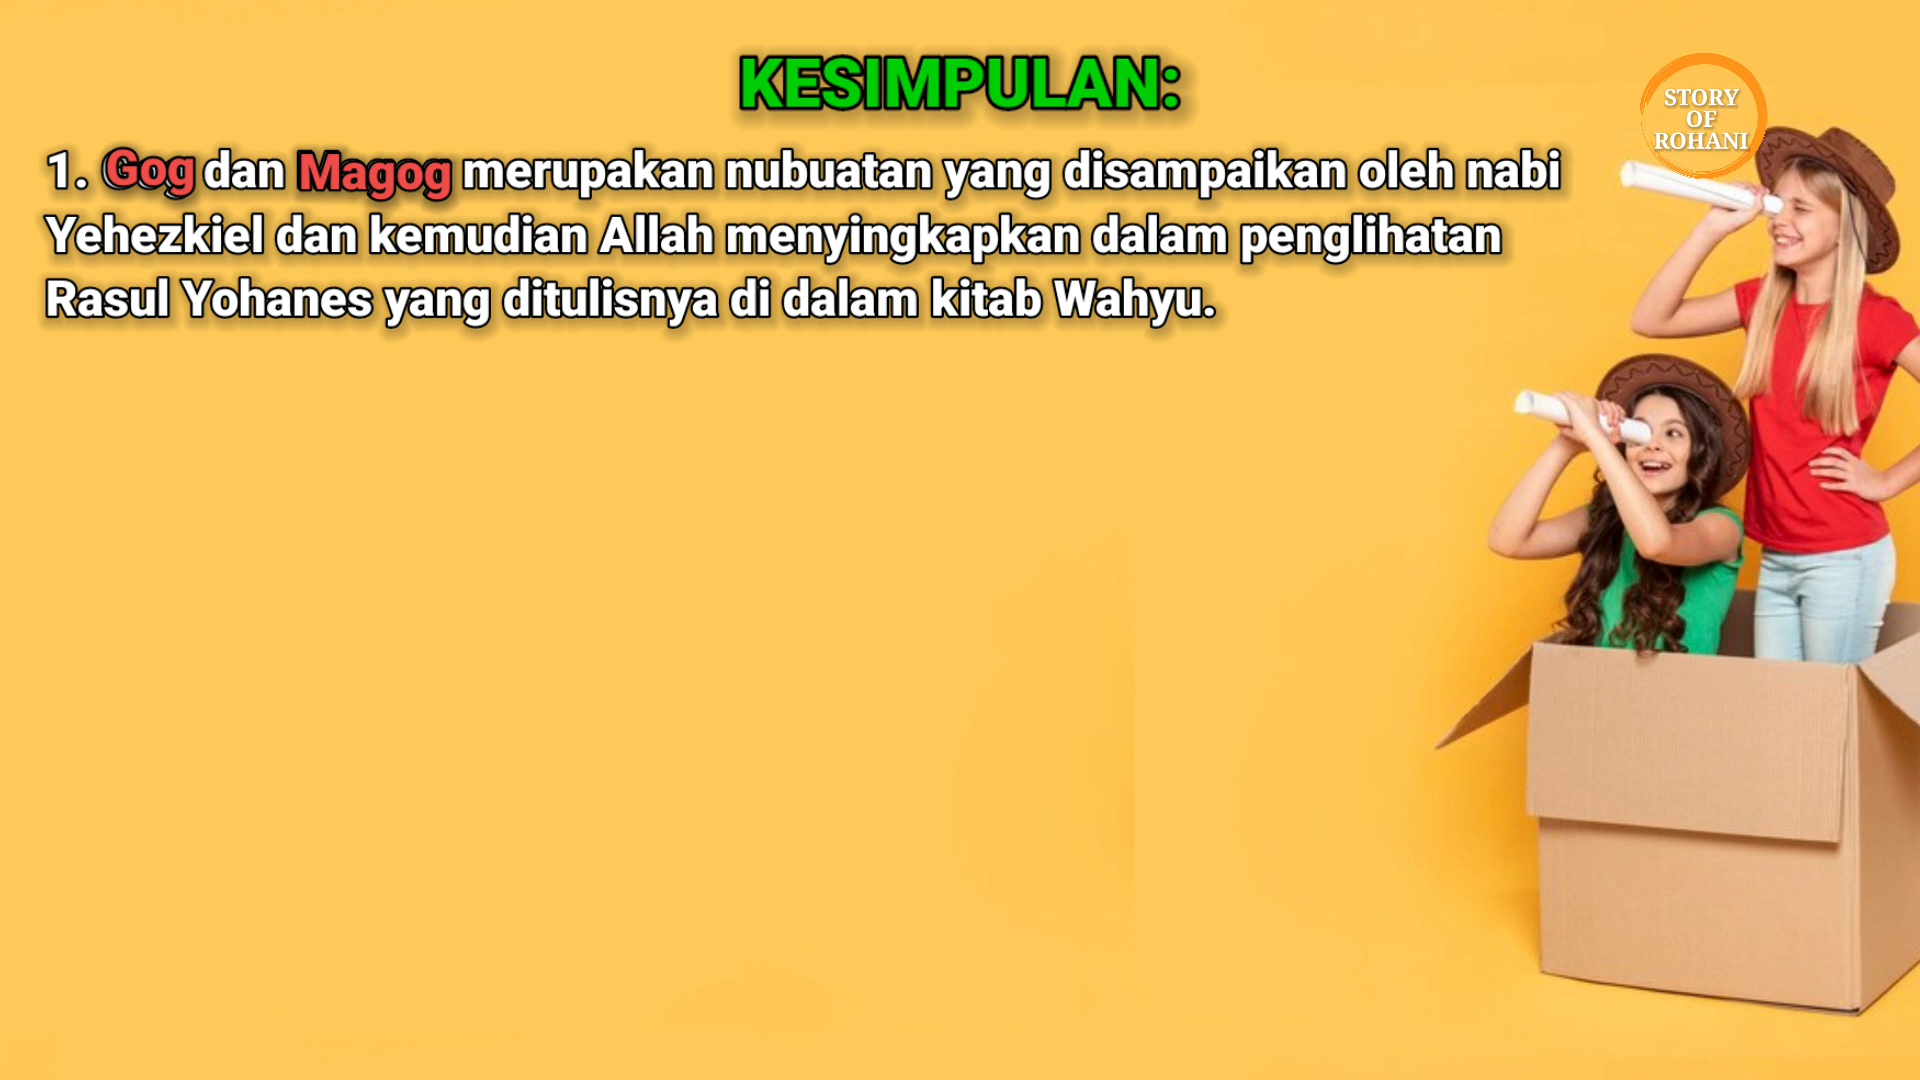 KESIMPULAN:
STORY
OF
ROHANI
1. Gog dan Magog merupakan nubuatan yang disampaikan oleh nabi
Yehezkiel dan kemudian Allah menyingkapkan dalam penglihatan
Rasul Yohanes yang ditulisnya di dalam kitab Wahyu.